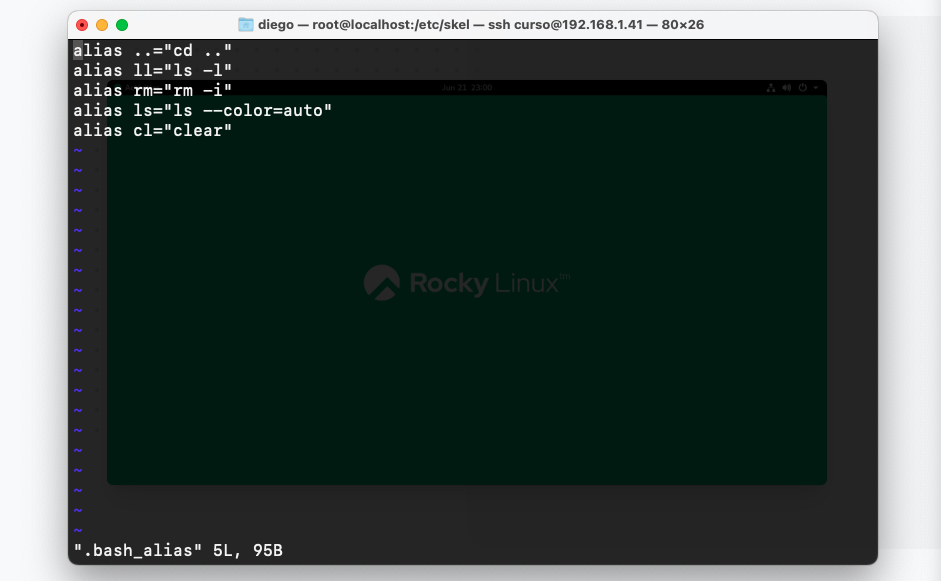 diego — root@localhost:/etc/skel — ssh curso@192.168.1.41 — 80×26
alias ..="cd .."
alias ll="ls -l"
Jun 21 23:00
alias rm="rm -i"
alias ls="ls --color=auto"
alias cl="clear"
~
~
~
~
~
~
~
Rocky Linux™
~
~
~
~
~
~
~
~
~
~
~
~
~
".bash_alias" 5L, 95B